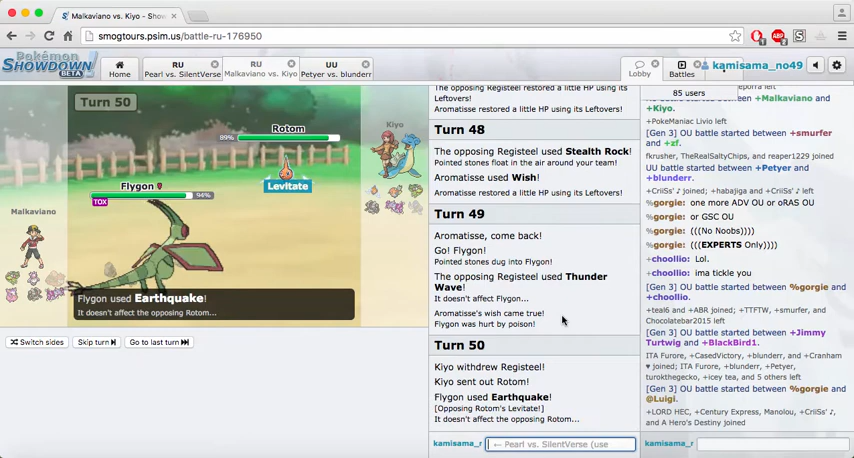 Malkaviano vs. Kiyo - Show
smogtours.psim.us/battle-ru-176950
Pokémon
SHOWDOWN
BETA
Home
RU
Pearl vs. SilentVerse
RU
Malkaviano vs. Kiyo
UU
Petyer vs. blunderr
Lobby
Battles
kamisama_no49
85 users
Turn 50
Rotom
89%
Levitate
Kiyo
Flygon
94%
TOX
Malkaviano
Flygon used Earthquake!
It doesn't affect the opposing Rotom...
Switch sides
Skip turn
Go to last turn
The opposing Registeel restored a little HP using its
Leftovers!
Aromatisse restored a little HP using its Leftovers!
Turn 48
The opposing Registeel used Stealth Rock!
Pointed stones float in the air around your team!
Aromatisse used Wish!
Aromatisse restored a little HP using its Leftovers!
Turn 49
Aromatisse, come back!
Go! Flygon!
Pointed stones dug into Flygon!
The opposing Registeel used Thunder
Wave!
It doesn't affect Flygon...
Aromatisse's wish came true!
Flygon was hurt by poison!
Turn 50
Kiyo withdrew Registeel!
Kiyo sent out Rotom!
Flygon used Earthquake!
[Opposing Rotom's Levitate!]
It doesn't affect the opposing Rotom...
kamisama_r
← Pearl vs. SilentVerse (use
RU battle started between +Malkaviano and
+Kiyo.
+PokeManiac Livio left
[Gen 3] OU battle started between +smurfer
and +zf.
fkrusher, TheRealSaltyChips, and reaper1229 joined
UU battle started between +Petyer and
+blunderr.
+CriiSs' ♪ joined; +habajiga and +CriiSs' ♪ left
%gorgie: one more ADV OU or oRAS OU
%gorgie: or GSC OU
%gorgie: (((No Noobs))))
%gorgie: (((EXPERTS Only))))
choollio: Lol.
choollio: ima tickle you
[Gen 3] OU battle started between %gorgie and
+choollio.
+teal6 and +ABR joined; +TTFTW, +smurfer, and
Chocolatebar2015 left
[Gen 3] OU battle started between +Jimmy
Turtwig and +BlackBird1.
ITA Furore, +CasedVictory, +blunderr, and +Cranham
♥ joined; ITA Furore, +blunderr, +Petyer,
turokthegecko, +icey tea, and 5 others left
[Gen 3] OU battle started between %gorgie and
@Luigi.
+LORD HEC, +Century Express, Manolou, +CriiSs' ♪,
and A Hero's Destiny joined
kamisama_r